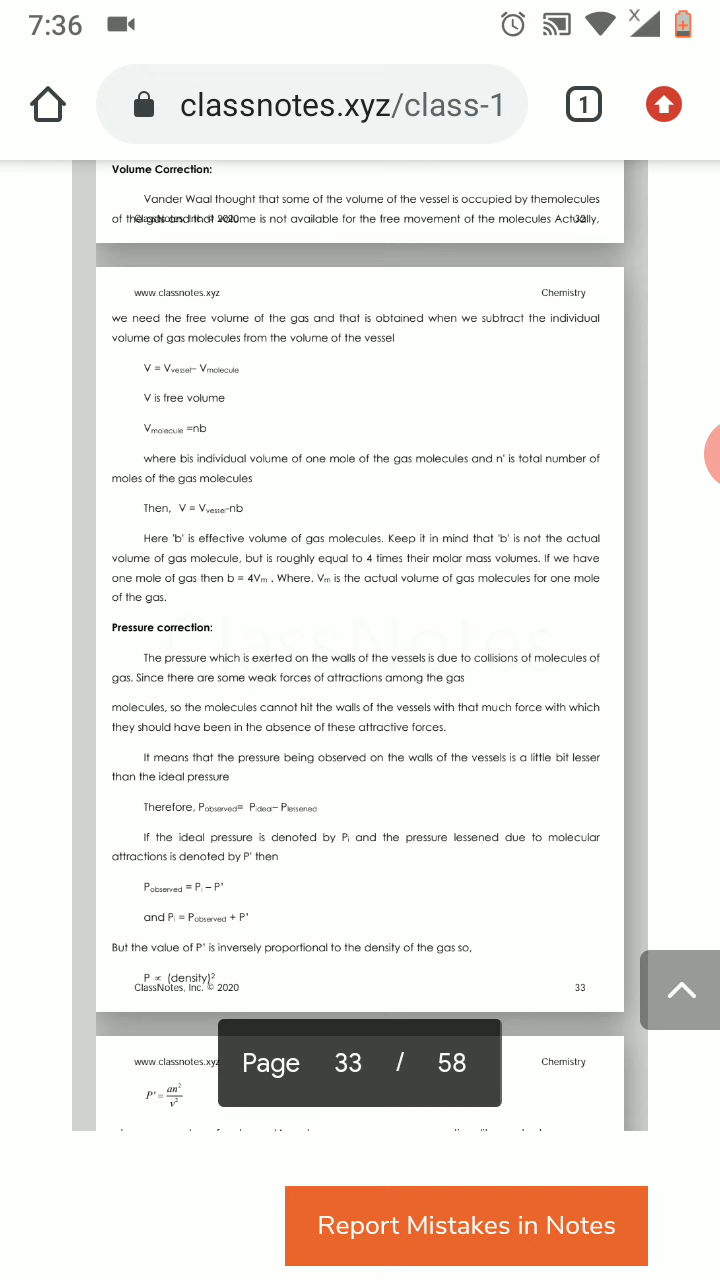 7:36
classnotes.xyz/class-1
1
Volume Correction:
Vander Waal thought that some of the volume of the vessel is occupied by themolecules
of the gas and that volume is not available for the free movement of the molecules Actually,
ClassNotes, Inc. © 2020 32
www.classnotes.xyz Chemistry
we need the free volume of the gas and that is obtained when we subtract the individual
volume of gas molecules from the volume of the vessel
V = Vvessel– Vmolecule
V is free volume
Vmolecule =nb
where bis individual volume of one mole of the gas molecules and n' is total number of
moles of the gas molecules
Then, V = Vvessel-nb
Here 'b' is effective volume of gas molecules. Keep it in mind that 'b' is not the actual
volume of gas molecule, but is roughly equal to 4 times their molar mass volumes. If we have
one mole of gas then b = 4Vm . Where. Vm is the actual volume of gas molecules for one mole
of the gas.
ClassNotes
Pressure correction:
The pressure which is exerted on the walls of the vessels is due to collisions of molecules of
gas. Since there are some weak forces of attractions among the gas
molecules, so the molecules cannot hit the walls of the vessels with that much force with which
they should have been in the absence of these attractive forces.
It means that the pressure being observed on the walls of the vessels is a little bit lesser
than the ideal pressure
Therefore, Pobserved= Pideal– Plessened
If the ideal pressure is denoted by Pi and the pressure lessened due to molecular
attractions is denoted by P' then
Pobserved = Pi – P'
and Pi = Pobserved + P'
But the value of P' is inversely proportional to the density of the gas so,
P ∝ (density)²
ClassNotes, Inc. © 2020 33
Page 33 / 58
www.classnotes.xyz Chemistry
P' = an²/v²
Report Mistakes in Notes